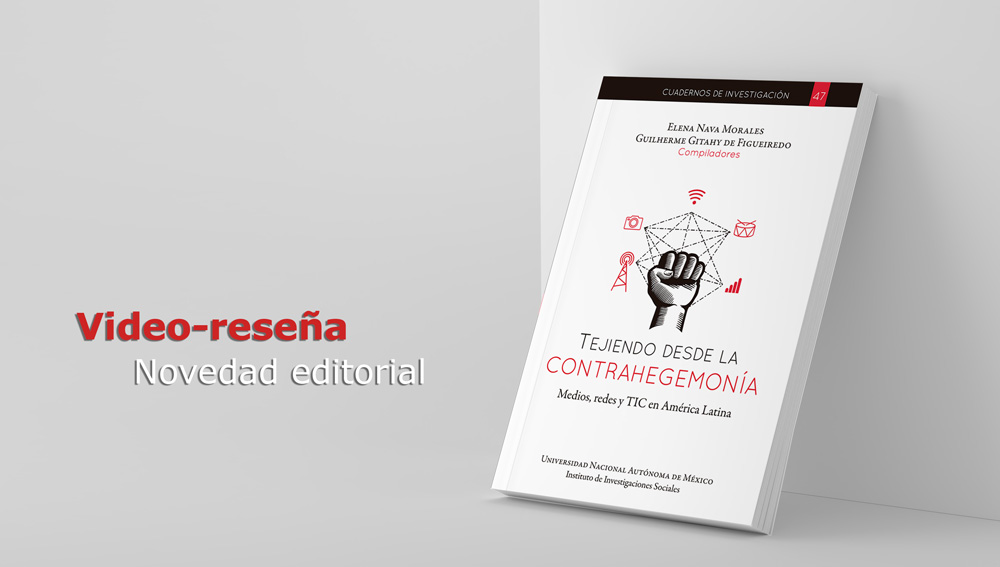 Video-reseña
Novedad editorial
CUADERNOS DE INVESTIGACIÓN 47
ELENA NAVA MORALES
GUILHERME GITAHY DE FIGUEIREDO
Compiladores
TEJIENDO DESDE LA
CONTRAHEGEMONÍA
Medios, redes y TIC en América Latina
UNIVERSIDAD NACIONAL AUTÓNOMA DE MÉXICO
Instituto de Investigaciones Sociales